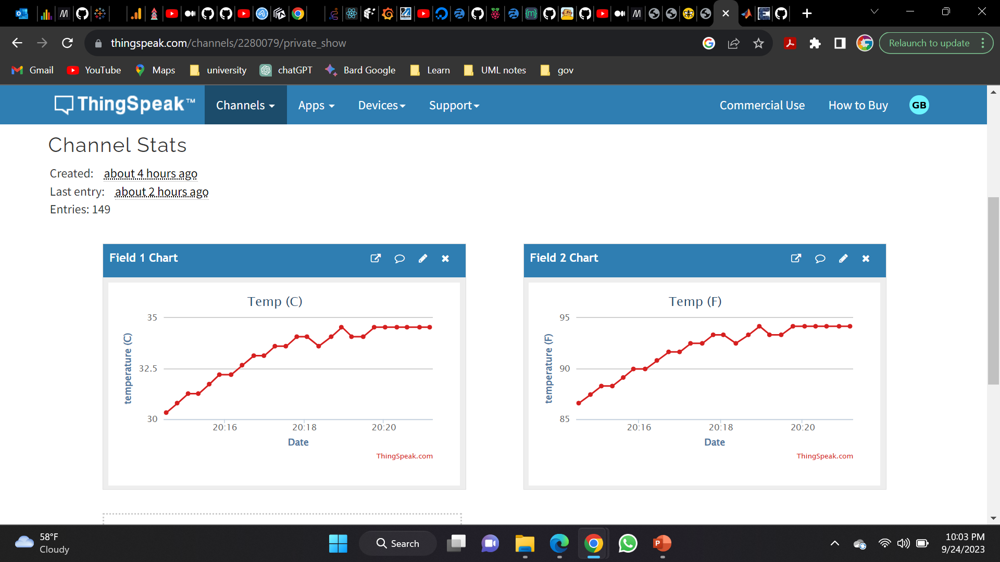 thingspeak.com/channels/2280079/private_show
Relaunch to update
Gmail
YouTube
Maps
university
chatGPT
Bard Google
Learn
UML notes
gov
ThingSpeak™
Channels
Apps
Devices
Support
Commercial Use
How to Buy
GB
Channel Stats
Created: about 4 hours ago
Last entry: about 2 hours ago
Entries: 149
Field 1 Chart
Temp (C)
temperature (C)
35
32.5
30
20:16
20:18
20:20
Date
ThingSpeak.com
Field 2 Chart
Temp (F)
temperature (F)
95
90
85
20:16
20:18
20:20
Date
ThingSpeak.com
58°F
Cloudy
Search
10:03 PM
9/24/2023